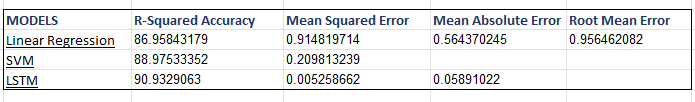 MODELS R-Squared Accuracy Mean Squared Error Mean Absolute Error Root Mean Error
Linear Regression 86.95843179 0.914819714 0.564370245 0.956462082
SVM 88.97533352 0.209813239
LSTM 90.9329063 0.005258662 0.05891022